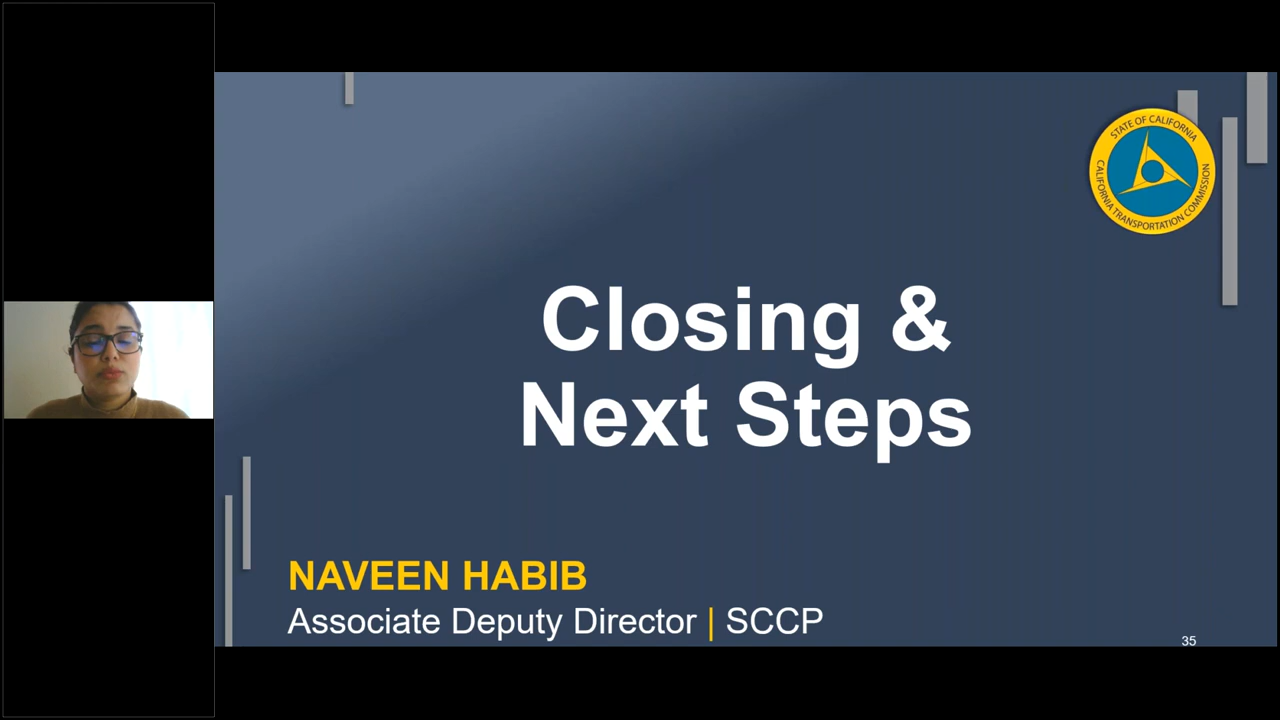 STATE OF CALIFORNIA
CALIFORNIA TRANSPORTATION COMMISSION
Closing &
Next Steps
NAVEEN HABIB
Associate Deputy Director | SCCP
35